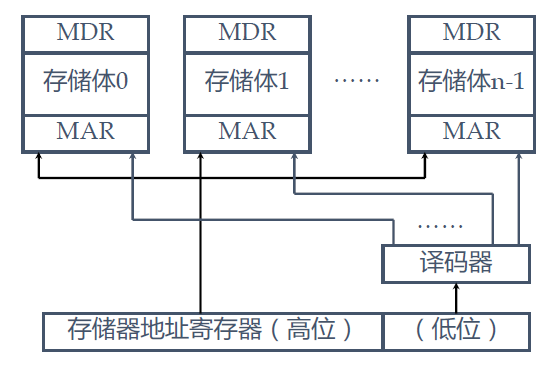 MDR MDR MDR
存储体0 存储体1 …… 存储体n-1
MAR MAR MAR
……
译码器
存储器地址寄存器（高位） （低位）